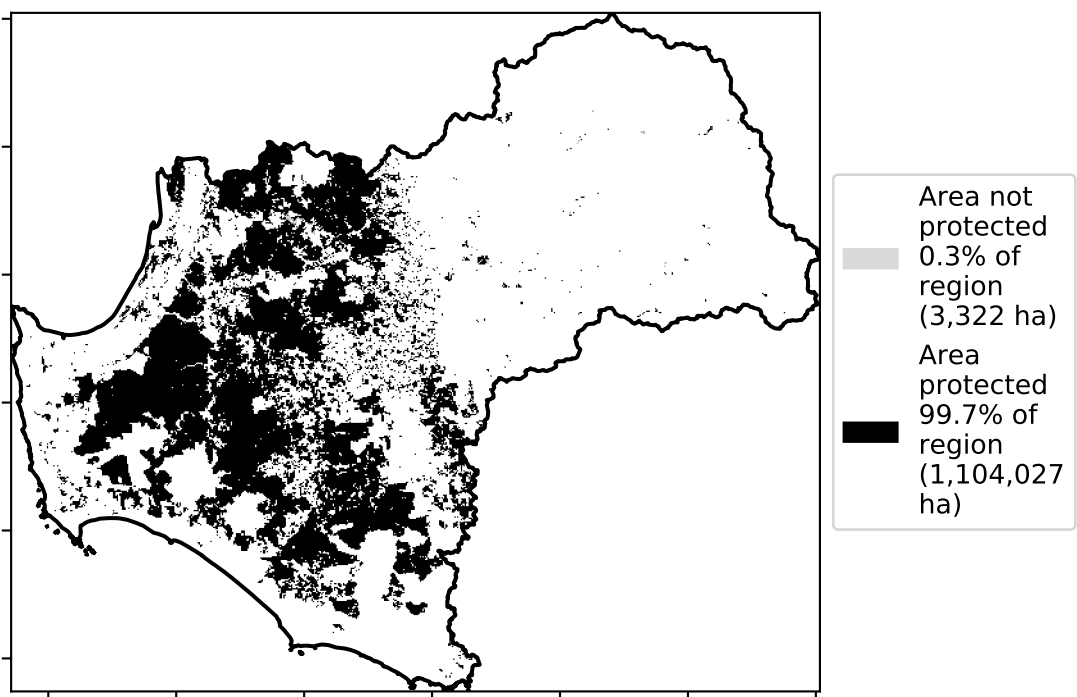 Area not
protected
0.3% of
region
(3,322 ha)
Area
protected
99.7% of
region
(1,104,027
ha)